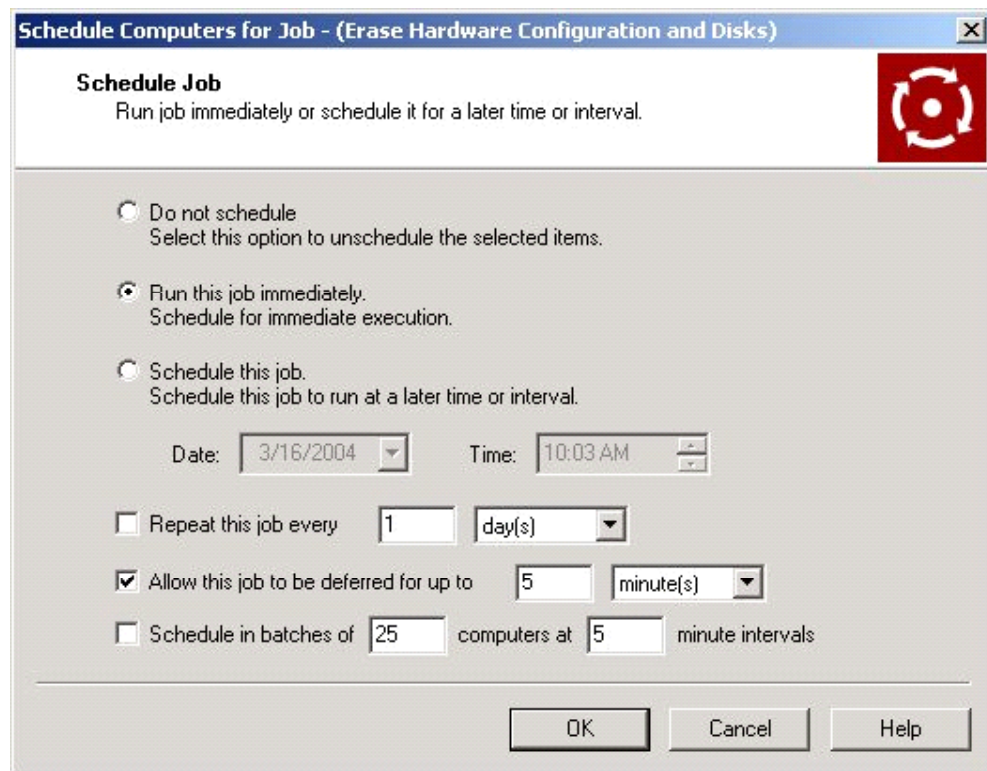 Schedule Computers for Job - (Erase Hardware Configuration and Disks)
Schedule Job
Run job immediately or schedule it for a later time or interval.
Do not schedule
Select this option to unschedule the selected items.
Run this job immediately.
Schedule for immediate execution.
Schedule this job.
Schedule this job to run at a later time or interval.
Date: 3/16/2004 Time: 10:03 AM
Repeat this job every 1 day(s)
Allow this job to be deferred for up to 5 minute(s)
Schedule in batches of 25 computers at 5 minute intervals
OK Cancel Help